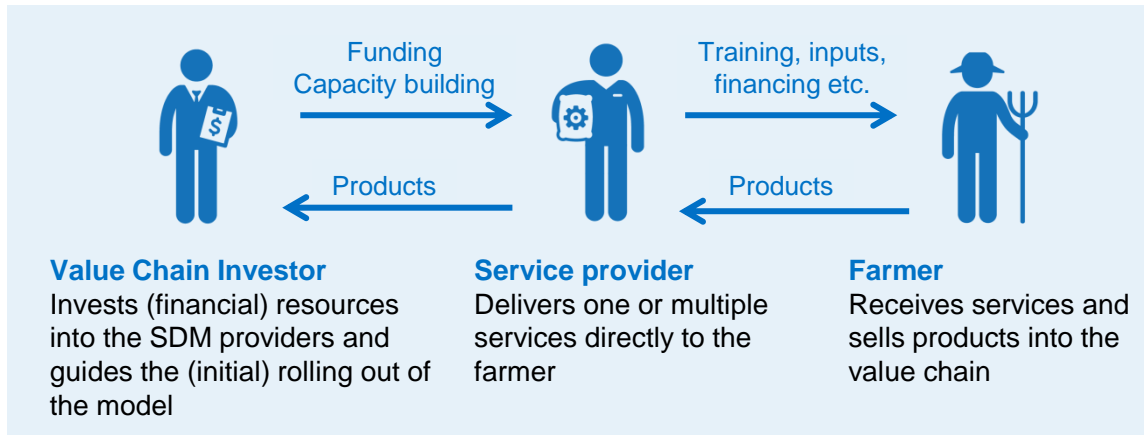 Funding
Capacity building
Training, inputs,
financing etc.
$
Products
Products
Value Chain Investor
Invests (financial) resources
into the SDM providers and
guides the (initial) rolling out of
the model
Service provider
Delivers one or multiple
services directly to the
farmer
Farmer
Receives services and
sells products into the
value chain